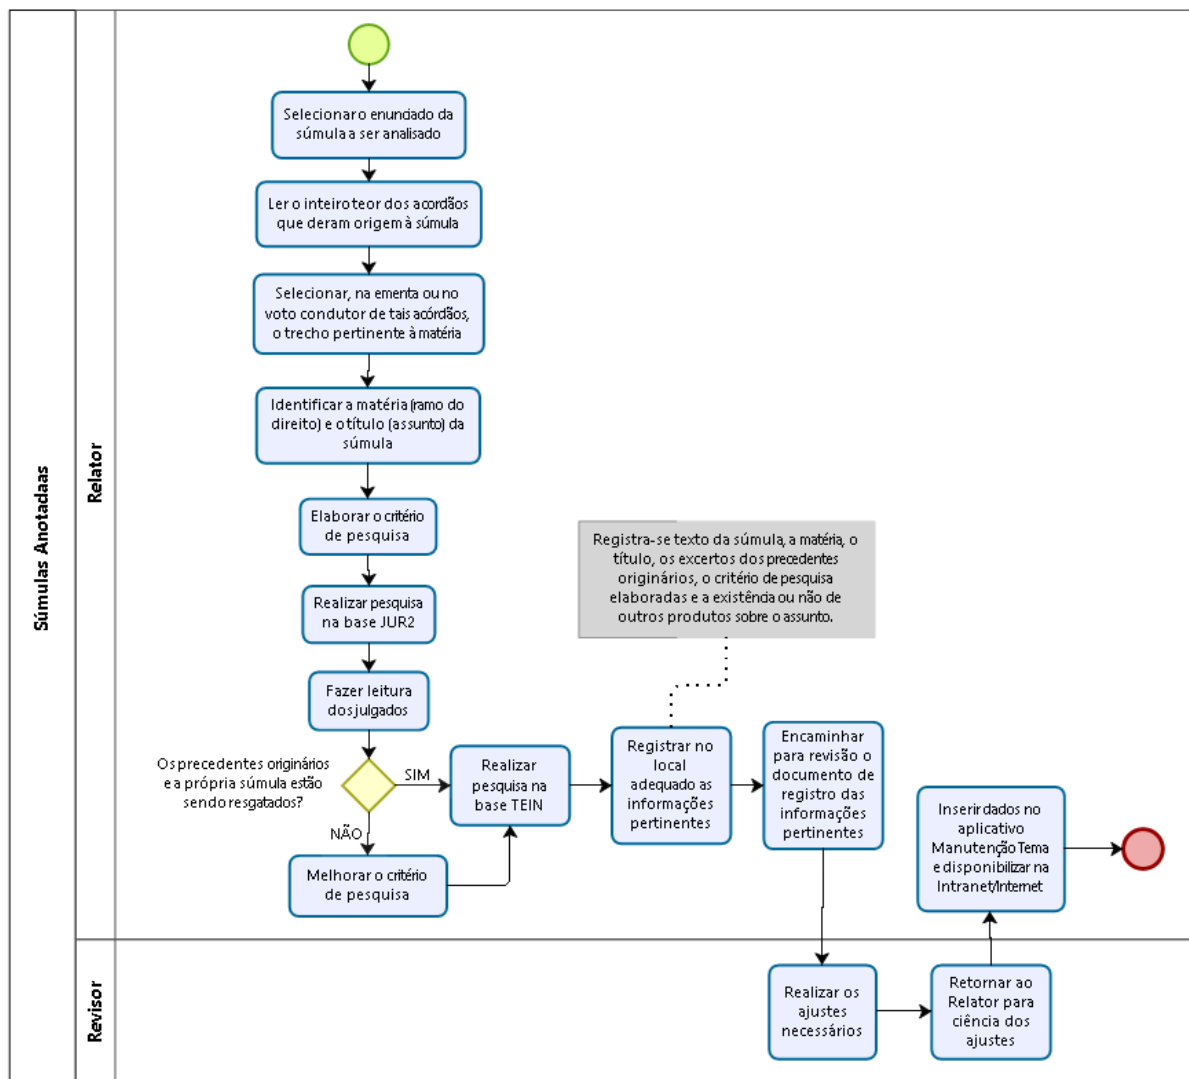 Súmulas Anotadaas
Relator
Selecionar o enunciado da
súmula a ser analisado
Ler o inteiro teor dos acordãos
que deram origem à súmula
Selecionar, na ementa ou no
voto condutor de tais acórdãos,
o trecho pertinente à matéria
Identificar a matéria (ramo do
direito) e o título (assunto) da
súmula
Elaborar o critério
de pesquisa
Realizar pesquisa
na base JUR2
Fazer leitura
dos julgados
Os precedentes originários
e a própria súmula estão
sendo resgatados?
SIM
NÃO
Melhorar o critério
de pesquisa
Realizar
pesquisa na
base TEIN
Registra-se texto da súmula, a matéria, o
título, os excertos dos precedentes
originários, o critério de pesquisa
elaboradas e a existência ou não de
outros produtos sobre o assunto.
Registrar no
local
adequado as
informações
pertinentes
Encaminhar
para revisão o
documento de
registro das
informações
pertinentes
Inserir dados no
aplicativo
Manutenção Tema
e disponibilizar na
Intranet/Internet
Revisor
Realizar os
ajustes
necessários
Retornar ao
Relator para
ciência dos
ajustes